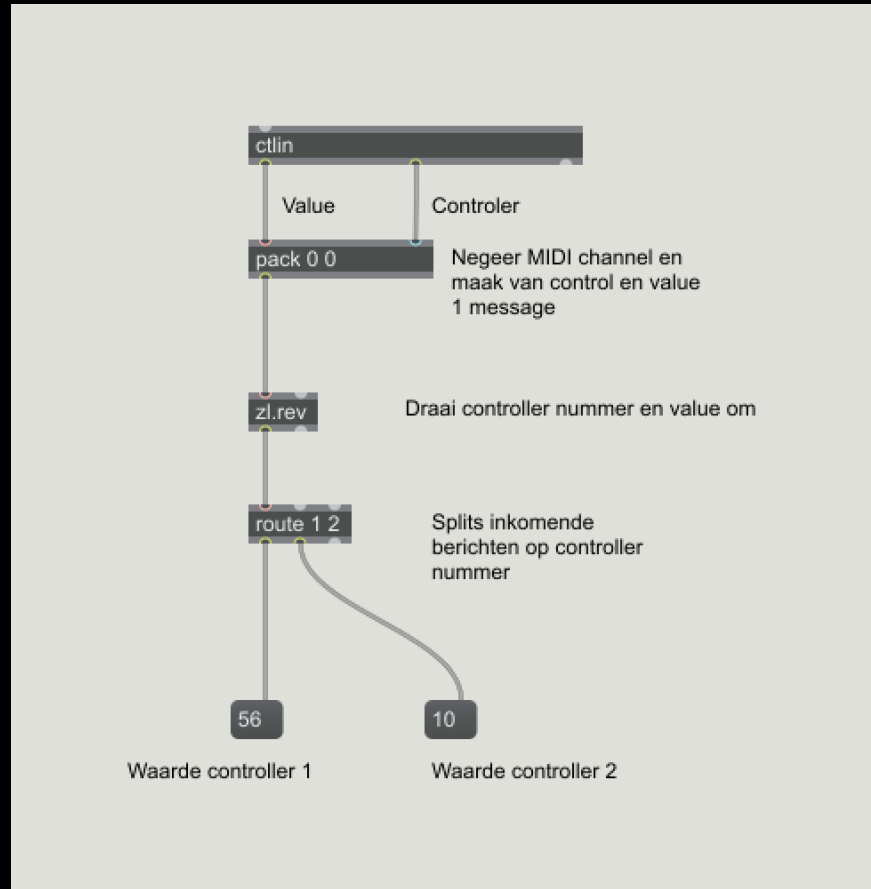 ctlin
Value
Controler
pack 0 0
Negeer MIDI channel en
maak van control en value
1 message
zl.rev
Draai controller nummer en value om
route 1 2
Splits inkomende
berichten op controller
nummer
56
10
Waarde controller 1
Waarde controller 2